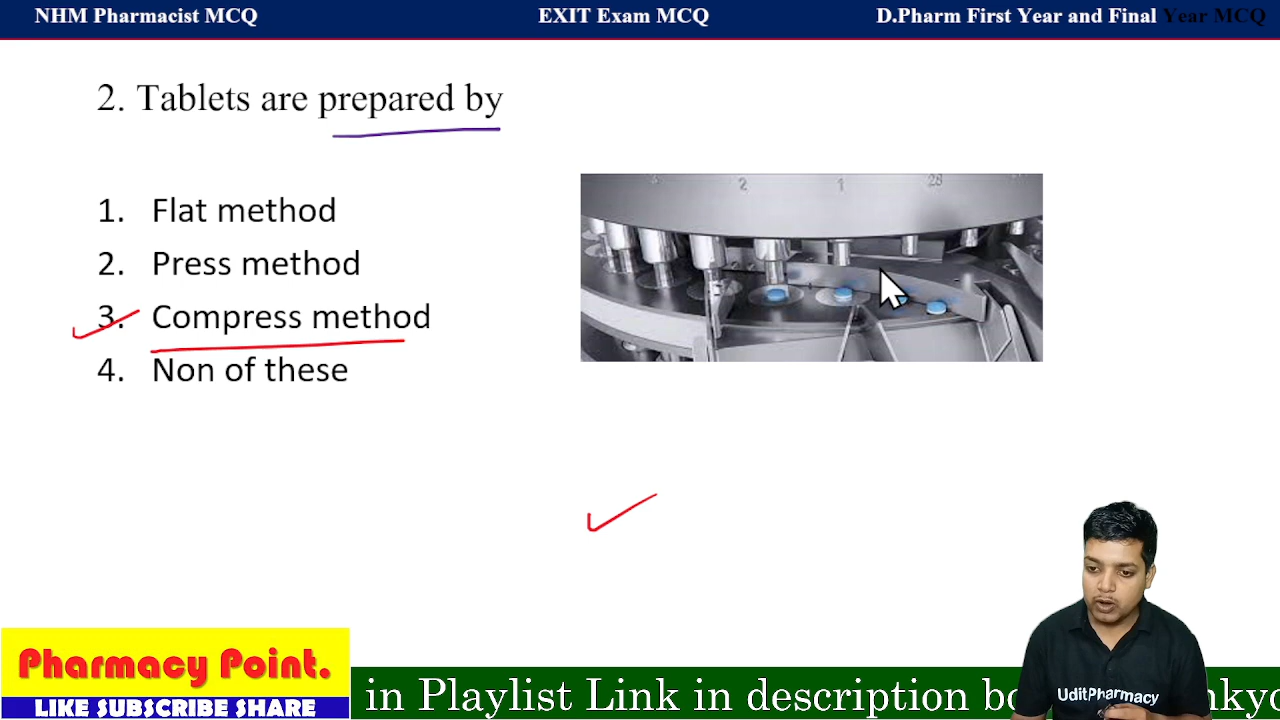 NHM Pharmacist MCQ EXIT Exam MCQ D.Pharm First Year and Final Year MCQ
2. Tablets are prepared by
1. Flat method
2. Press method
3. Compress method
4. Non of these
2 1 28
UditPharmacy
Pharmacy Point.
LIKE SUBSCRIBE SHARE
in Playlist Link in description